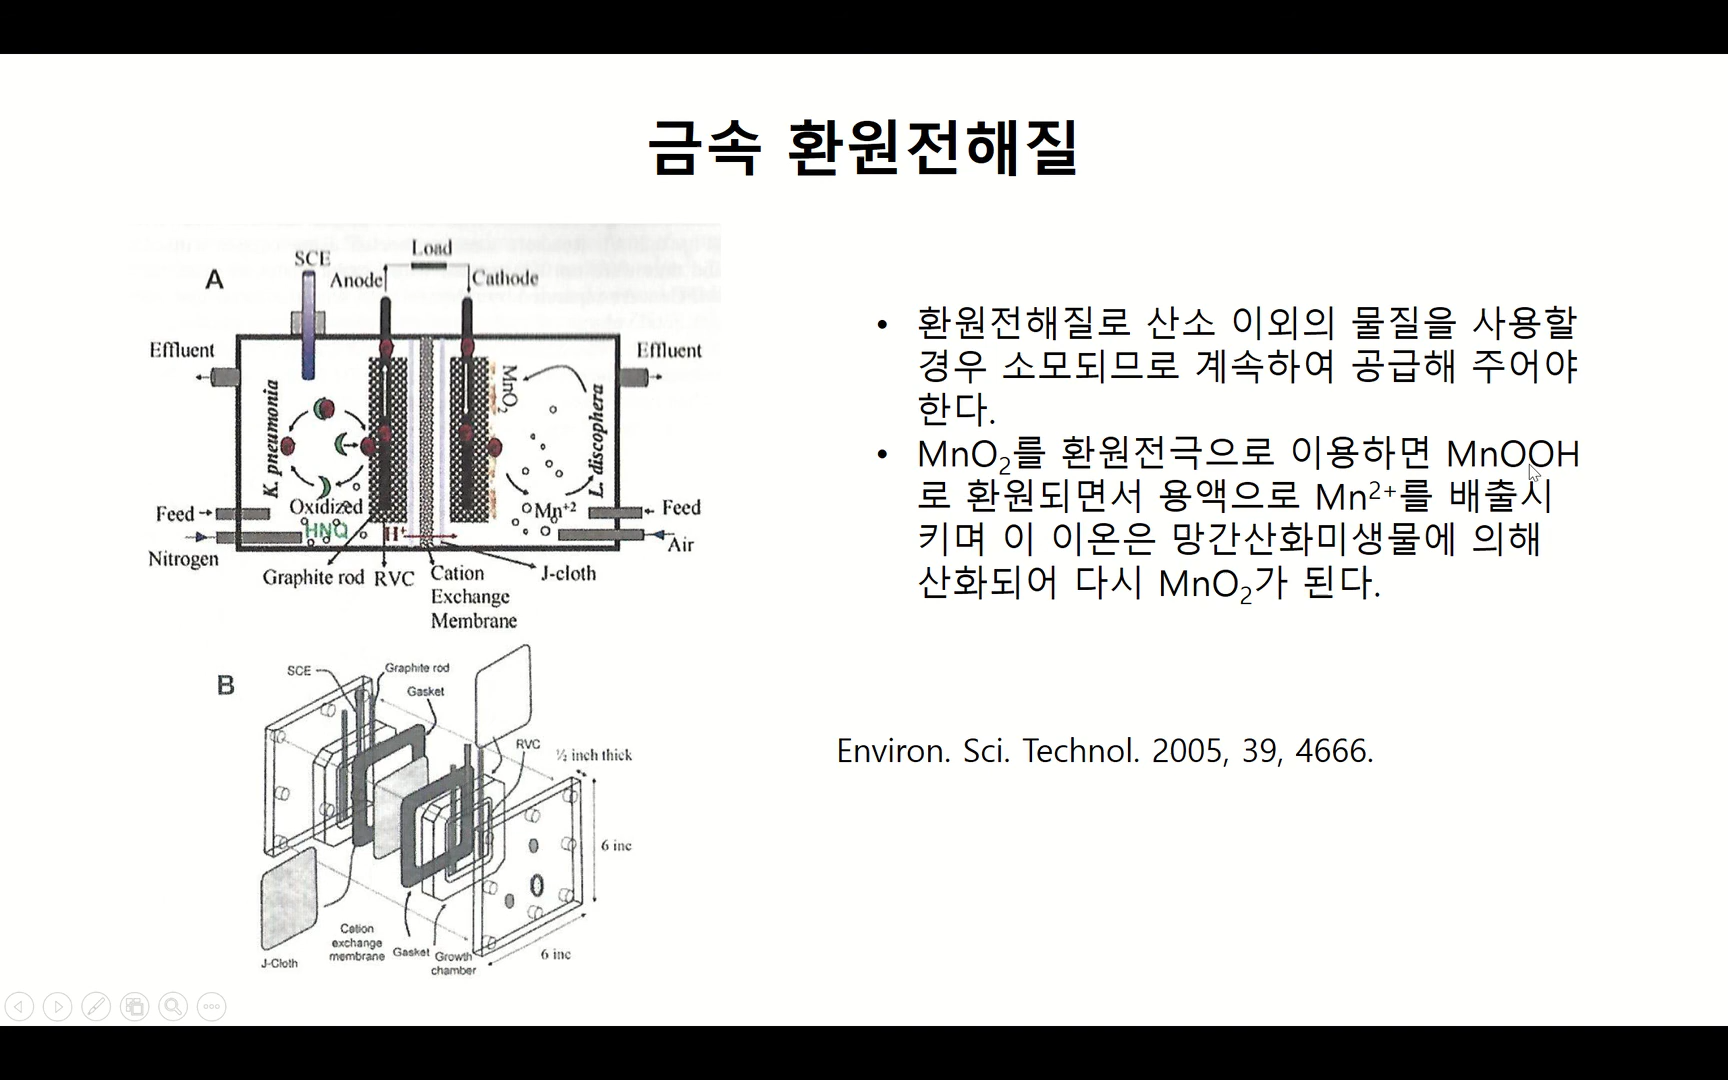 금속 환원전해질
A
SCE
Load
Anode
Cathode
Effluent
Effluent
K. pneumonia
MnO2
L. discophera
Oxidized
HNQ
H+
Mn+2
Feed
Feed
Nitrogen
Air
Graphite rod
RVC
Cation
Exchange
Membrane
J-cloth
• 환원전해질로 산소 이외의 물질을 사용할
경우 소모되므로 계속하여 공급해 주어야
한다.
• MnO2를 환원전극으로 이용하면 MnOOH
로 환원되면서 용액으로 Mn2+를 배출시
키며 이 이온은 망간산화미생물에 의해
산화되어 다시 MnO2가 된다.
B
SCE
Graphite rod
Gasket
RVC
½ inch thick
6 inc
6 inc
Cation
exchange
membrane
Gasket
Growth
chamber
J-Cloth
Environ. Sci. Technol. 2005, 39, 4666.